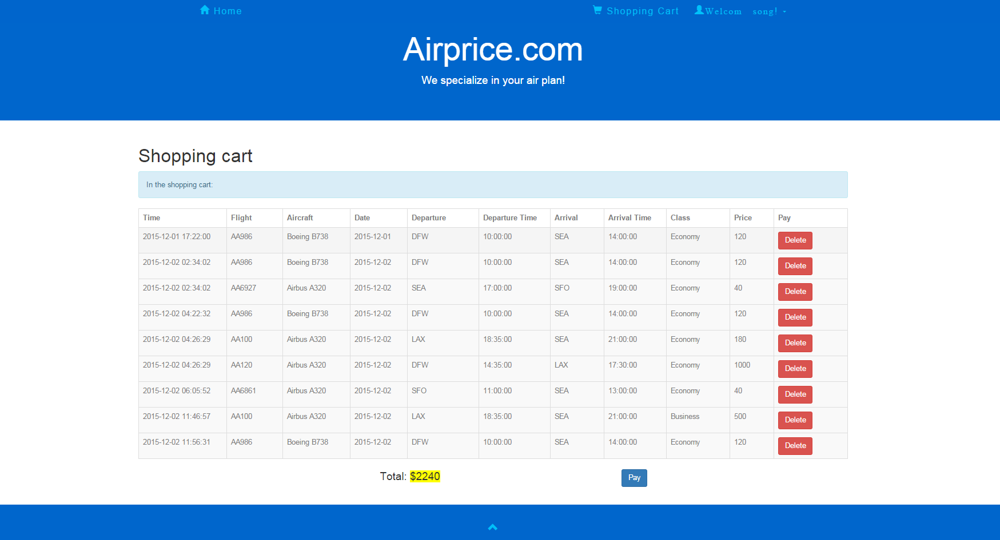 Home Shopping Cart Welcom song!
Airprice.com
We specialize in your air plan!
Shopping cart
In the shopping cart:
Time Flight Aircraft Date Departure Departure Time Arrival Arrival Time Class Price Pay
2015-12-01 17:22:00 AA986 Boeing B738 2015-12-01 DFW 10:00:00 SEA 14:00:00 Economy 120 Delete
2015-12-02 02:34:02 AA986 Boeing B738 2015-12-02 DFW 10:00:00 SEA 14:00:00 Economy 120 Delete
2015-12-02 02:34:02 AA6927 Airbus A320 2015-12-02 SEA 17:00:00 SFO 19:00:00 Economy 40 Delete
2015-12-02 04:22:32 AA986 Boeing B738 2015-12-02 DFW 10:00:00 SEA 14:00:00 Economy 120 Delete
2015-12-02 04:26:29 AA100 Airbus A320 2015-12-02 LAX 18:35:00 SEA 21:00:00 Economy 180 Delete
2015-12-02 04:26:29 AA120 Airbus A320 2015-12-02 DFW 14:35:00 LAX 17:30:00 Economy 1000 Delete
2015-12-02 06:05:52 AA6861 Airbus A320 2015-12-02 SFO 11:00:00 SEA 13:00:00 Economy 40 Delete
2015-12-02 11:46:57 AA100 Airbus A320 2015-12-02 LAX 18:35:00 SEA 21:00:00 Business 500 Delete
2015-12-02 11:56:31 AA986 Boeing B738 2015-12-02 DFW 10:00:00 SEA 14:00:00 Economy 120 Delete
Total: $2240 Pay